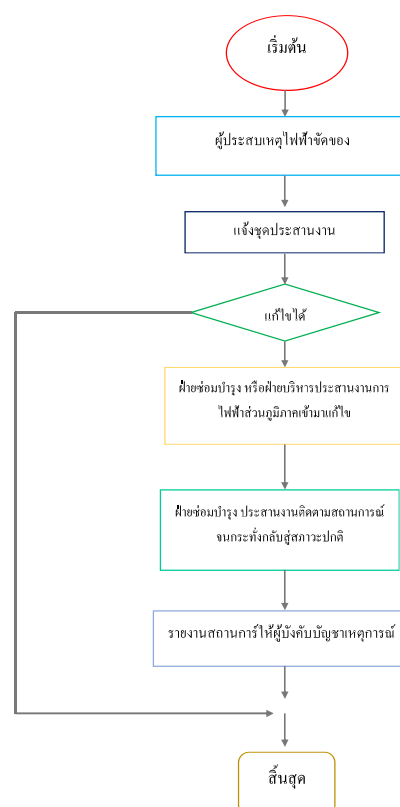 เริ่มต้น
ผู้ประสบเหตุไฟฟ้าขัดของ
แจ้งชุดประสานงาน
แก้ไขได้
ฝ่ายซ่อมบำรุง หรือฝ่ายบริหารประสานงานการ
ไฟฟ้าส่วนภูมิภาคเข้ามาแก้ไข
ฝ่ายซ่อมบำรุง ประสานงานติดตามสถานการณ์
จนกระทั่งกลับสู่สภาวะปกติ
รายงานสถานการ์ให้ผู้บังคับบัญชาเหตุการณ์
สิ้นสุด